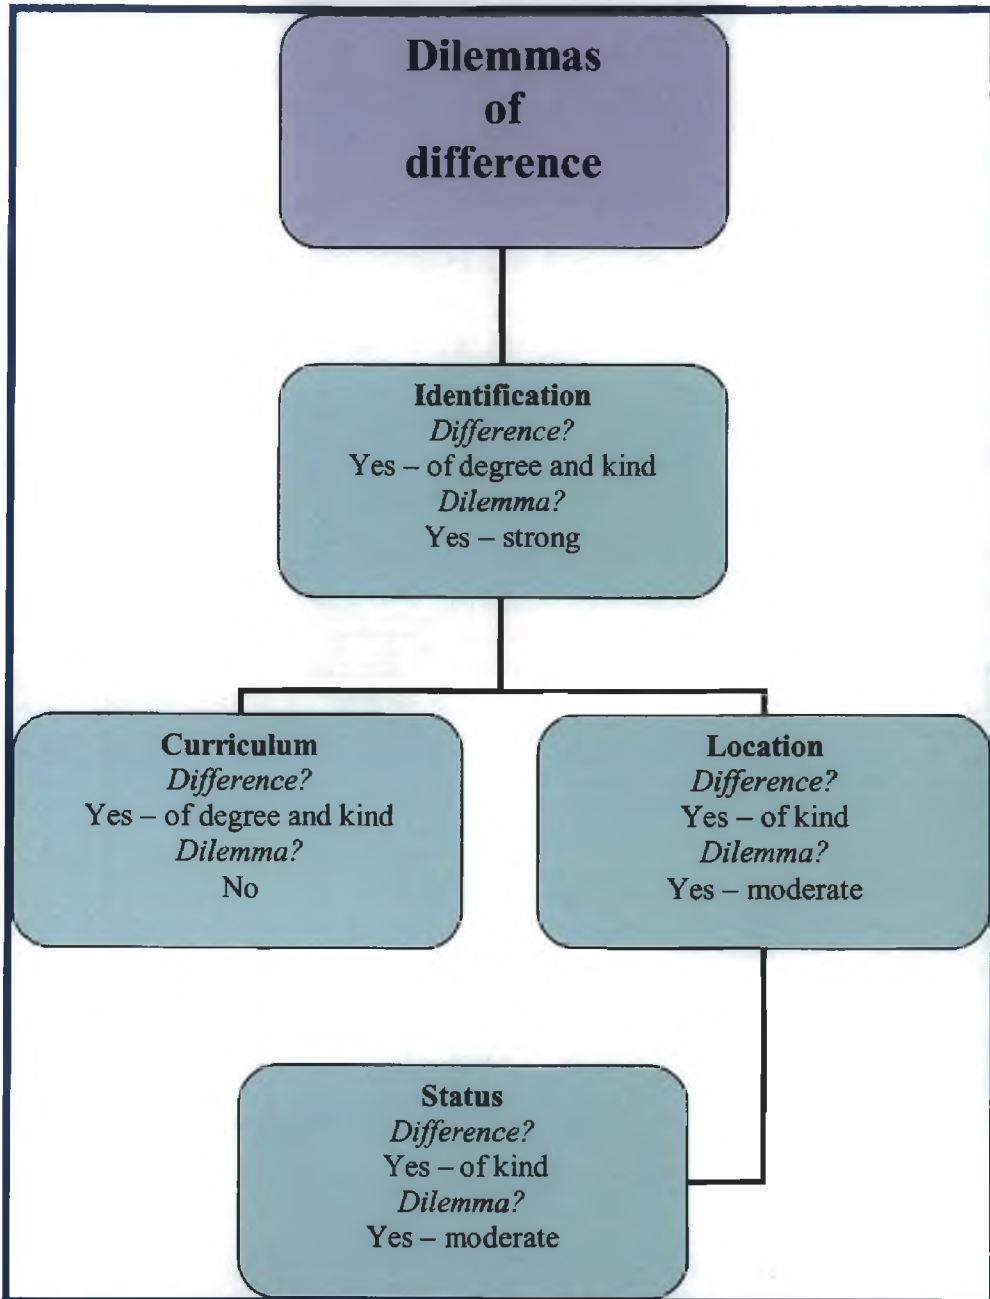 Dilemmas
of
difference
Identification
Difference?
Yes – of degree and kind
Dilemma?
Yes – strong
Curriculum
Difference?
Yes – of degree and kind
Dilemma?
No
Location
Difference?
Yes – of kind
Dilemma?
Yes – moderate
Status
Difference?
Yes – of kind
Dilemma?
Yes – moderate